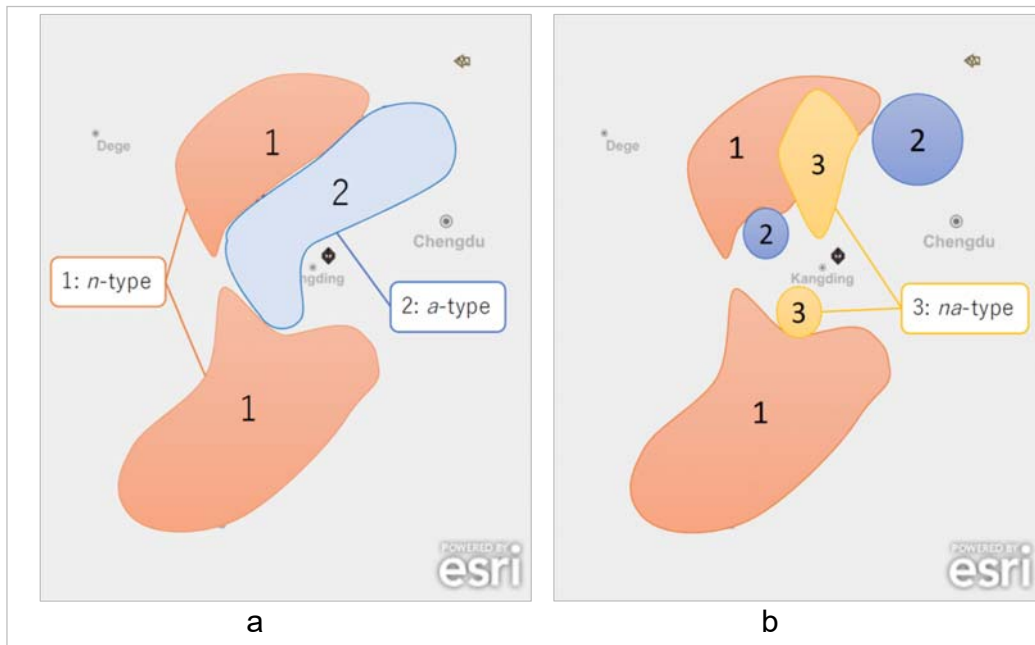 1
Dege
2
Chengdu
ngding
1: n-type
2: a-type
1
POWERED BY
esri
a
2
Dege
1
3
2
Chengdu
Kangding
3
3: na-type
1
POWERED BY
esri
b